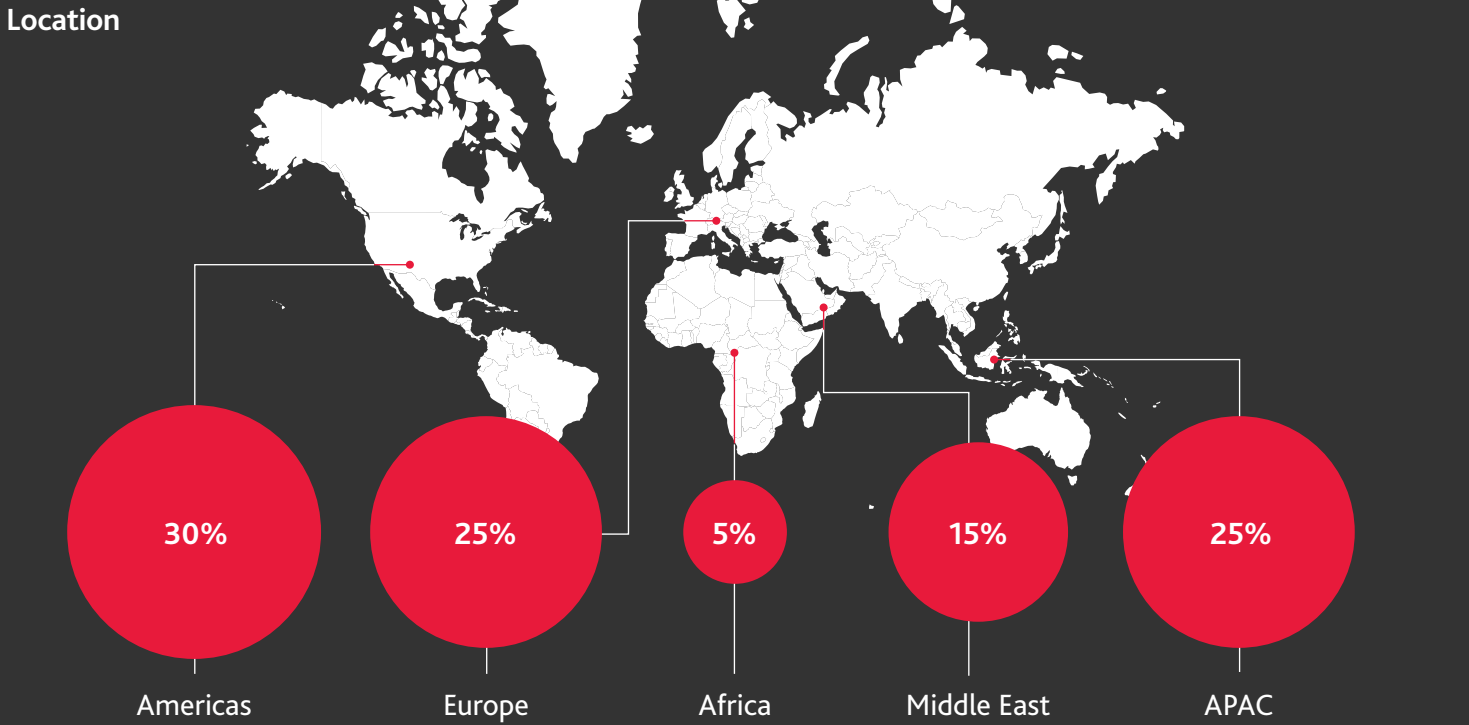 Location
30%
25%
5%
15%
25%
Americas
Europe
Africa
Middle East
APAC